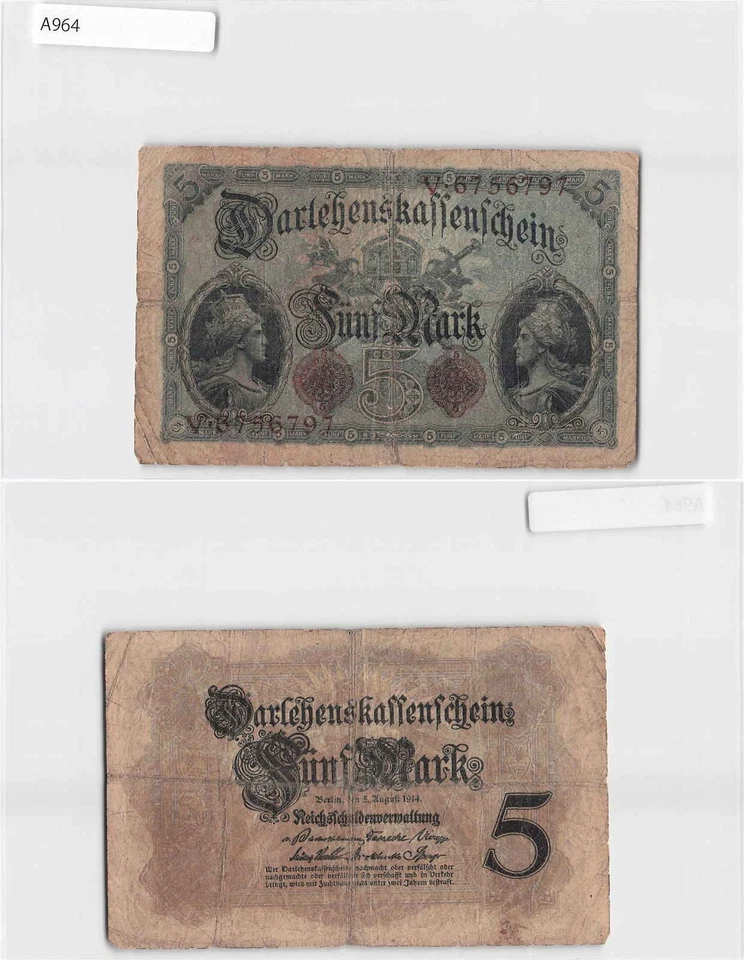 A964
V·6756797
Darlehenskassenschein
Fünf Mark
5
V·6756797
Darlehenskassenschein
Fünf Mark
Berlin, den 5. August 1914.
Reichsschuldenverwaltung
Wer Darlehenskassenscheine nachmacht oder verfälscht oder
nachgemachte oder verfälschte sich verschafft und in Verkehr
bringt, wird mit Zuchthaus nicht unter zwei Jahren bestraft.
5